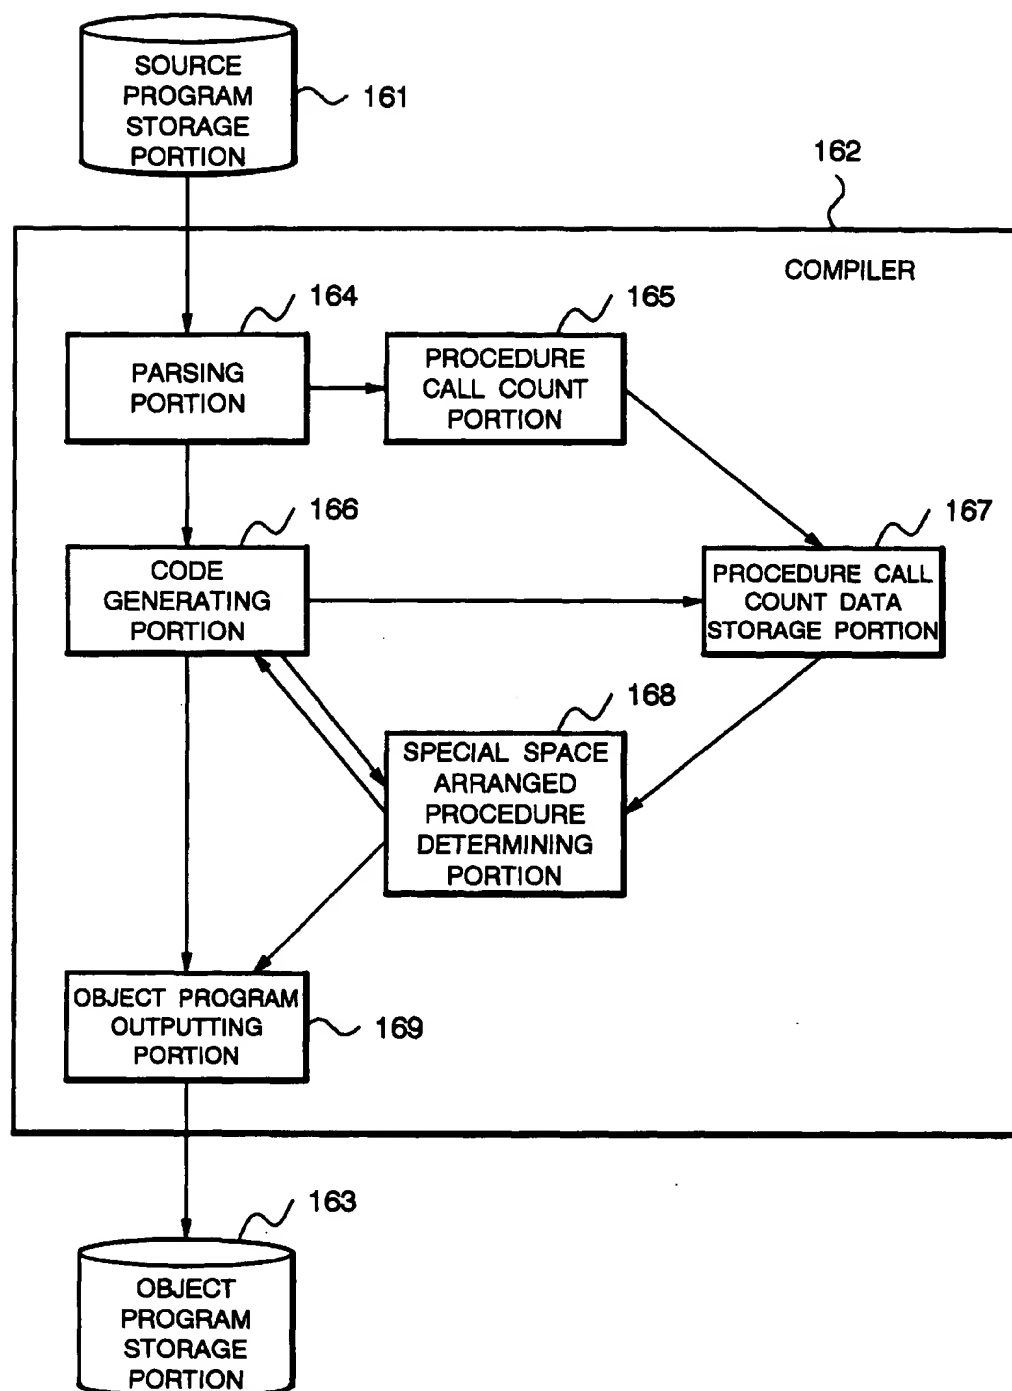 SOURCE
PROGRAM
STORAGE
PORTION
161
162
COMPILER
164
165
PARSING
PORTION
PROCEDURE
CALL COUNT
PORTION
166
167
CODE
GENERATING
PORTION
PROCEDURE CALL
COUNT DATA
STORAGE PORTION
168
SPECIAL SPACE
ARRANGED
PROCEDURE
DETERMINING
PORTION
OBJECT PROGRAM
OUTPUTTING
PORTION
169
163
OBJECT
PROGRAM
STORAGE
PORTION